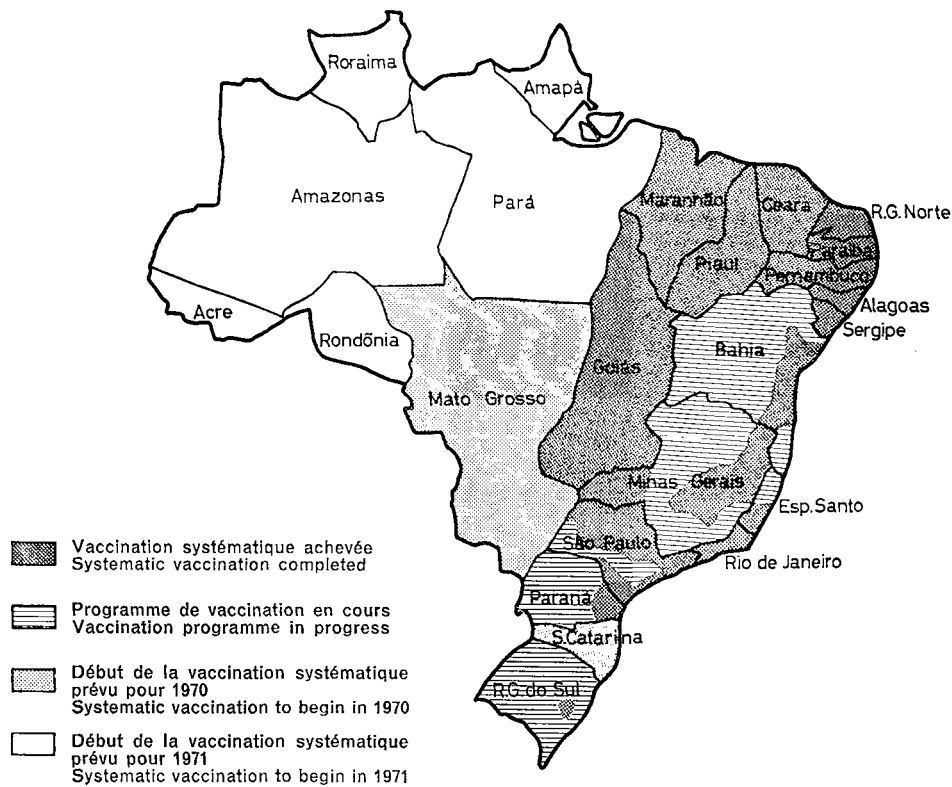 Roraima
Amapá
Amazonas
Pará
Maranhão
Ceara
R.G. Norte
Paraiba
Piaui
Pernambuco
Acre
Alagoas
Rondõnia
Sergipe
Bahia
Goiás
Mato Grosso
Minas Gerais
Esp. Santo
São Paulo
Rio de Janeiro
Paraná
S.Catarina
R.G. do Sul
Vaccination systématique achevée
Systematic vaccination completed
Programme de vaccination en cours
Vaccination programme in progress
Début de la vaccination systématique
prévu pour 1970
Systematic vaccination to begin in 1970
Début de la vaccination systématique
prévu pour 1971
Systematic vaccination to begin in 1971